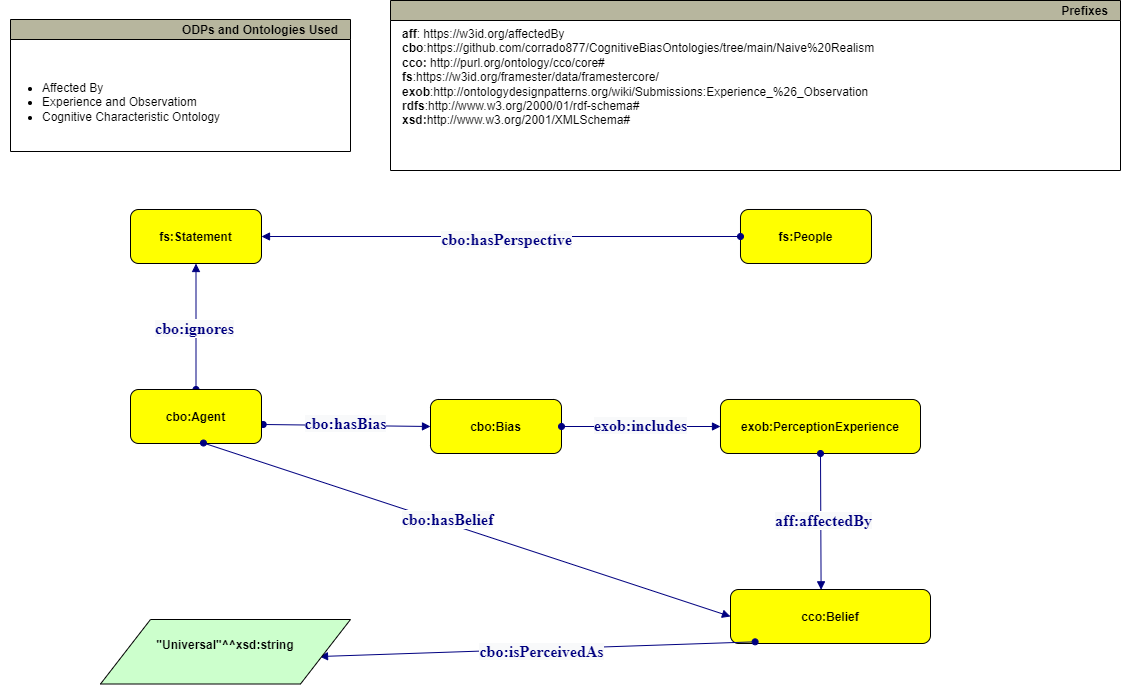 ODPs and Ontologies Used
Affected By
Experience and Observatiom
Cognitive Characteristic Ontology
Prefixes
aff: https://w3id.org/affectedBy
cbo:https://github.com/corrado877/CognitiveBiasOntologies/tree/main/Naive%20Realism
cco: http://purl.org/ontology/cco/core#
fs:https://w3id.org/framester/data/framestercore/
exob:http://ontologydesignpatterns.org/wiki/Submissions:Experience_%26_Observation
rdfs:http://www.w3.org/2000/01/rdf-schema#
xsd:http://www.w3.org/2001/XMLSchema#
fs:Statement
cbo:hasPerspective
fs:People
cbo:ignores
cbo:Agent
cbo:hasBias
cbo:Bias
exob:includes
exob:PerceptionExperience
cbo:hasBelief
aff:affectedBy
cco:Belief
"Universal"^^xsd:string
cbo:isPerceivedAs